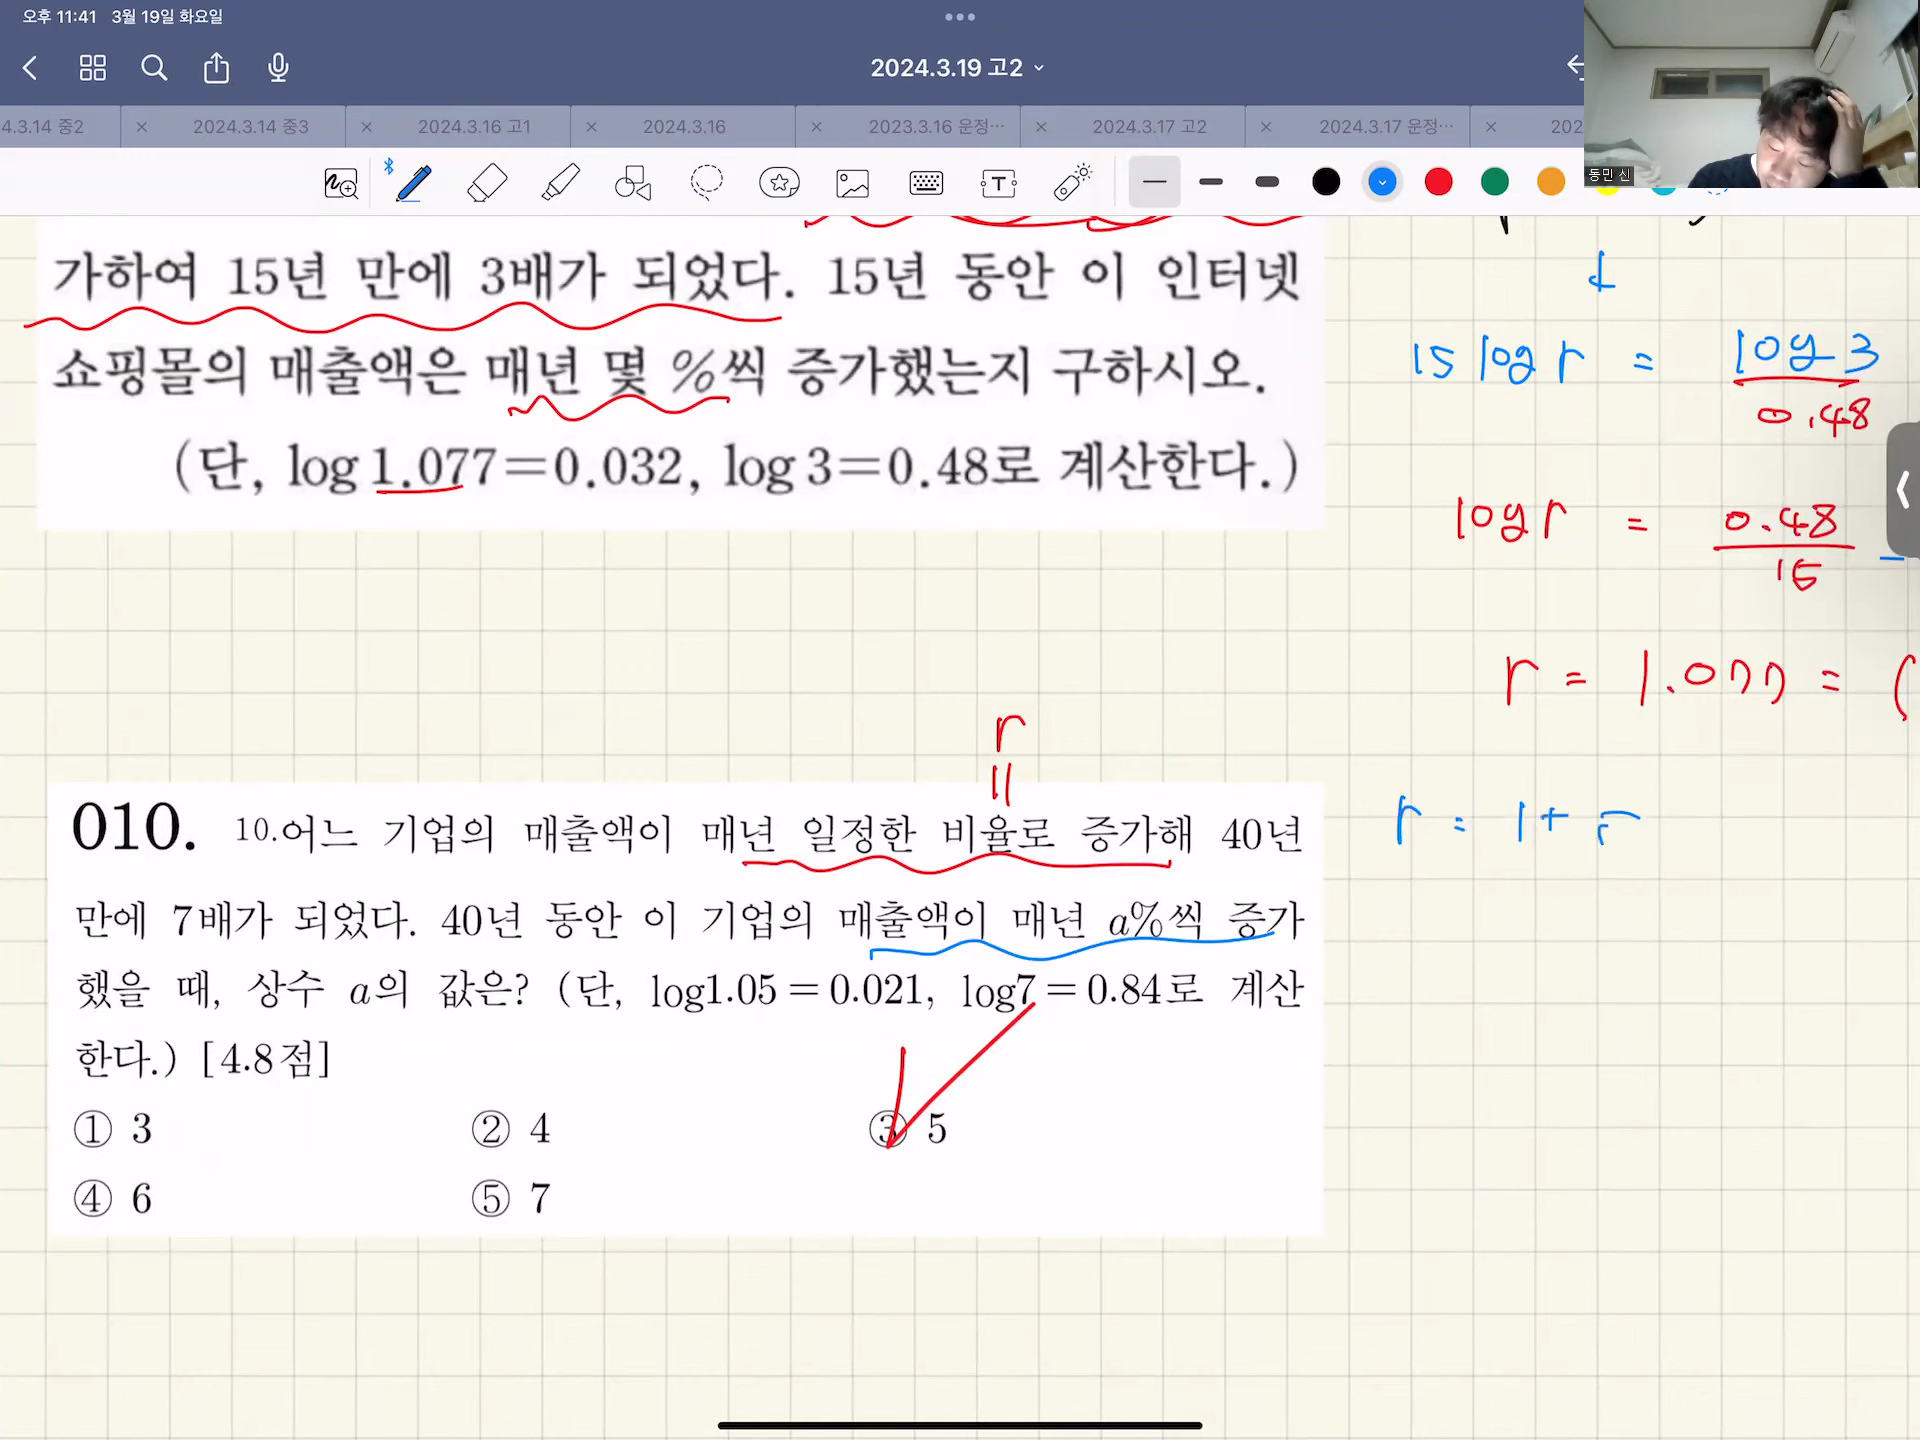 오후 11:41 3월 19일 화요일
2024.3.19 고2
4.3.14 중2
2024.3.14 중3
2024.3.16 고1
2024.3.16
2023.3.16 운정…
2024.3.17 고2
2024.3.17 운정…
202
동민 신
가하여 15년 만에 3배가 되었다. 15년 동안 이 인터넷
쇼핑몰의 매출액은 매년 몇 %씩 증가했는지 구하시오.
(단, log 1.077=0.032, log 3=0.48로 계산한다.)
15 log r = log 3
0.48
log r = 0.48
15
r = 1.077 = (
r
010. 10.어느 기업의 매출액이 매년 일정한 비율로 증가해 40년
만에 7배가 되었다. 40년 동안 이 기업의 매출액이 매년 a%씩 증가
했을 때, 상수 a의 값은? (단, log1.05=0.021, log7=0.84로 계산
한다.) [4.8점]
① 3 ② 4 ③ 5
④ 6 ⑤ 7
r = 1+